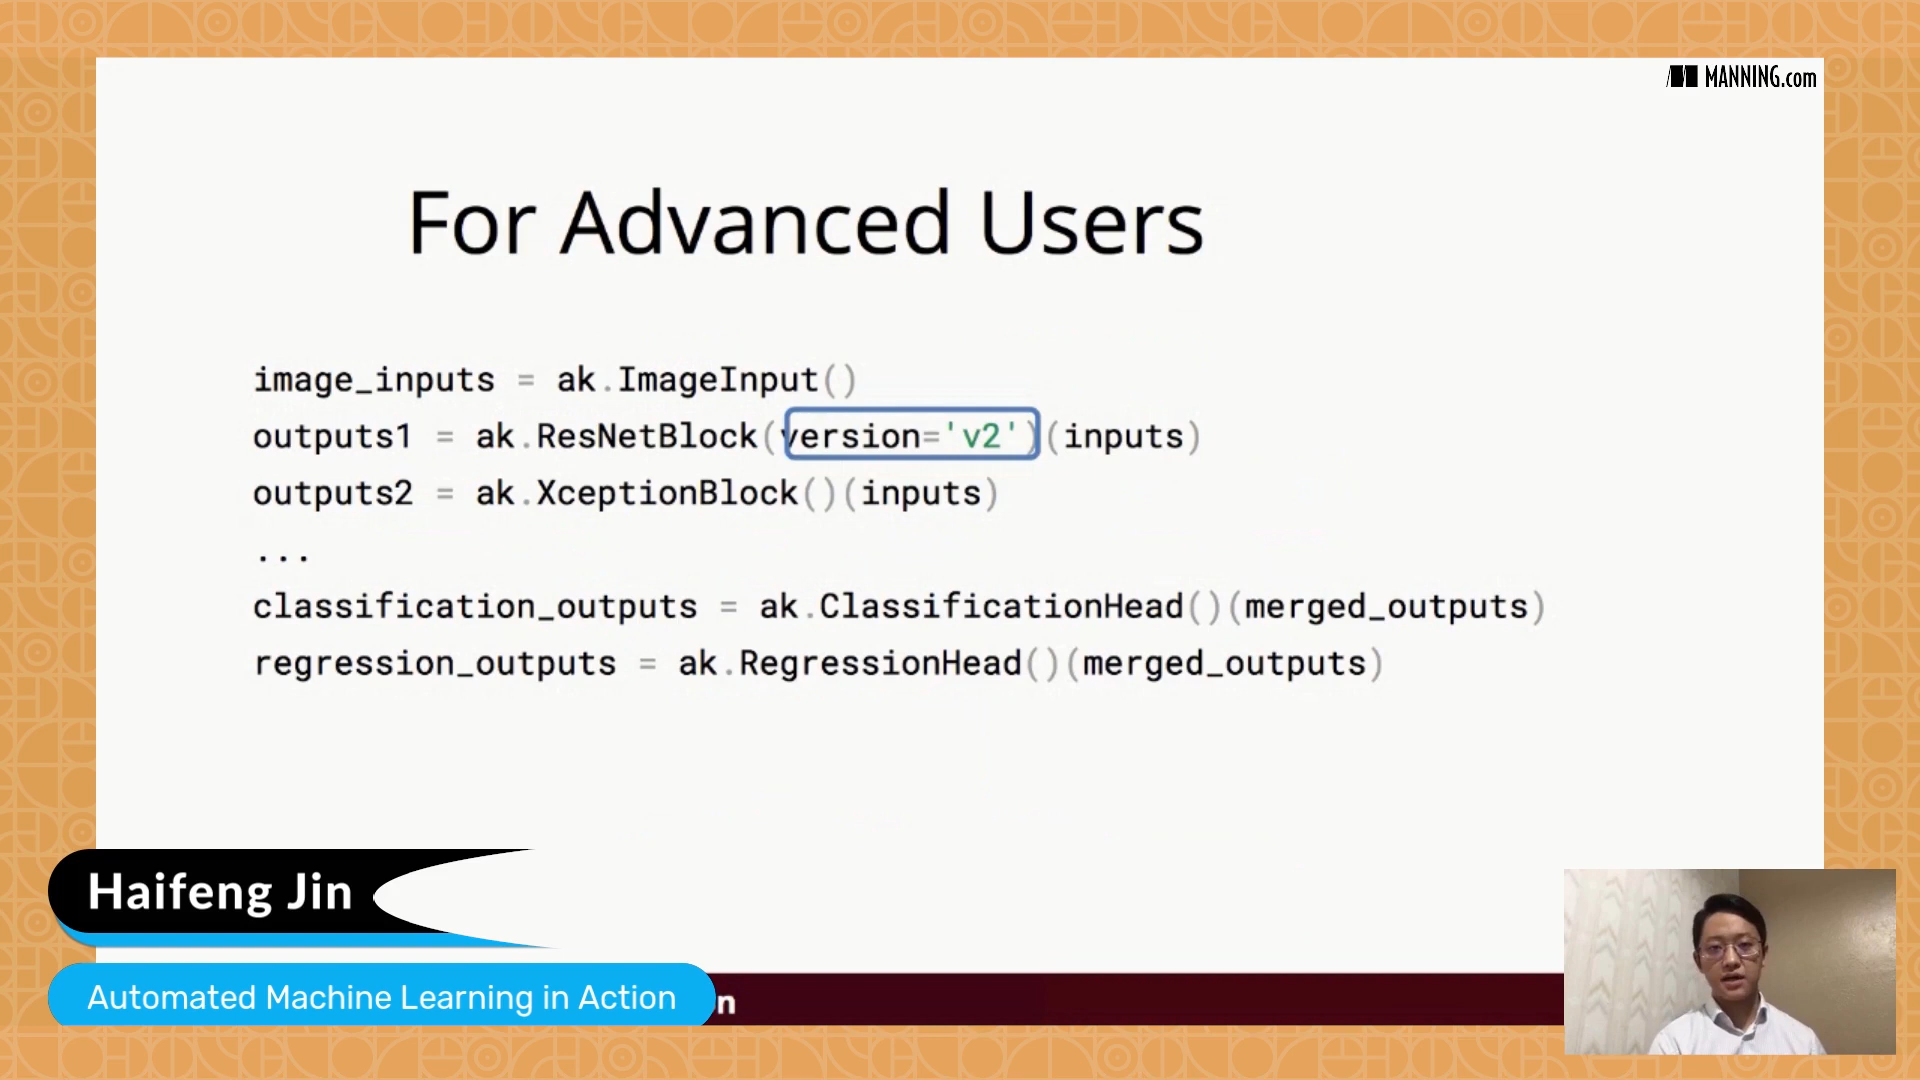 MANNING.com
For Advanced Users
image_inputs = ak.ImageInput()
outputs1 = ak.ResNetBlock(version='v2')(inputs)
outputs2 = ak.XceptionBlock()(inputs)
...
classification_outputs = ak.ClassificationHead()(merged_outputs)
regression_outputs = ak.RegressionHead()(merged_outputs)
Haifeng Jin
Automated Machine Learning in Action
n